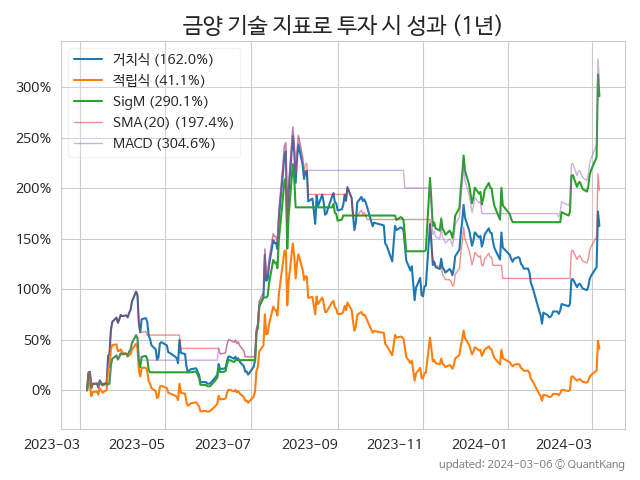 금양 기술 지표로 투자 시 성과 (1년)
거치식 (162.0%)
적립식 (41.1%)
SigM (290.1%)
SMA(20) (197.4%)
MACD (304.6%)
300%
250%
200%
150%
100%
50%
0%
2023-03 2023-05 2023-07 2023-09 2023-11 2024-01 2024-03
updated: 2024-03-06 © QuantKang